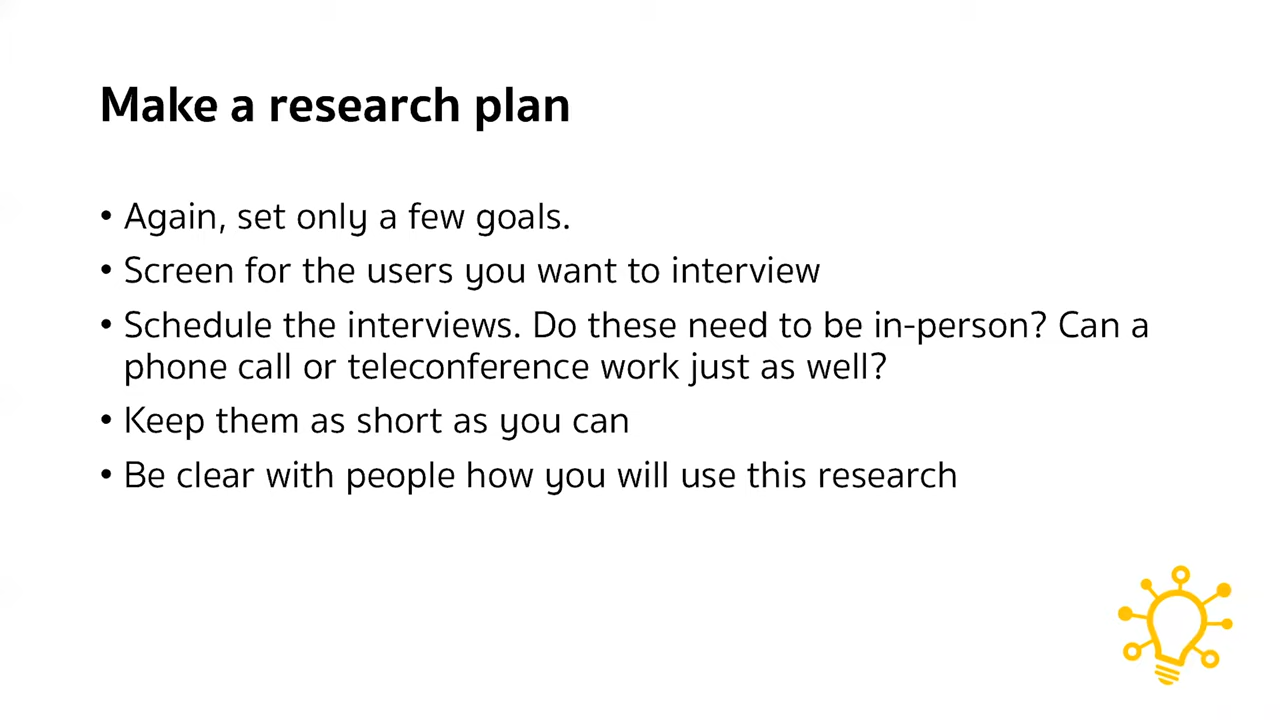 Make a research plan
• Again, set only a few goals.
• Screen for the users you want to interview
• Schedule the interviews. Do these need to be in-person? Can a
phone call or teleconference work just as well?
• Keep them as short as you can
• Be clear with people how you will use this research